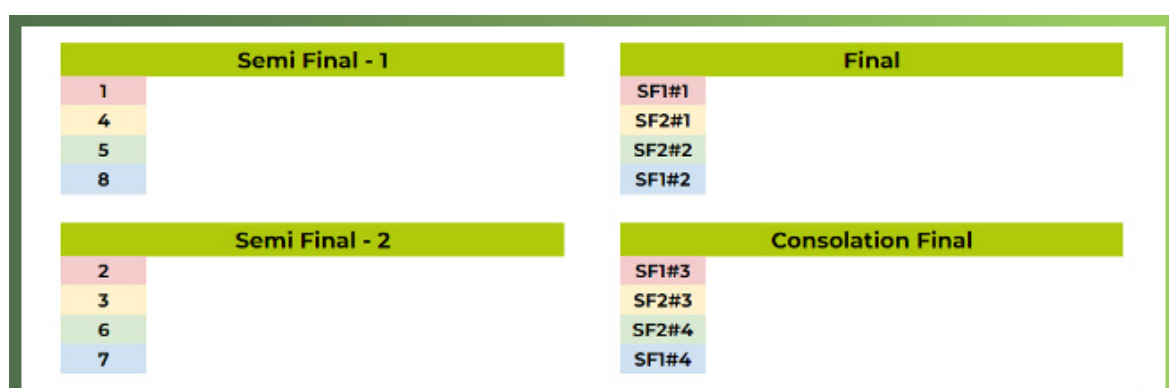 Semi Final - 1
1
4
5
8
Final
SF1#1
SF2#1
SF2#2
SF1#2
Semi Final - 2
2
3
6
7
Consolation Final
SF1#3
SF2#3
SF2#4
SF1#4